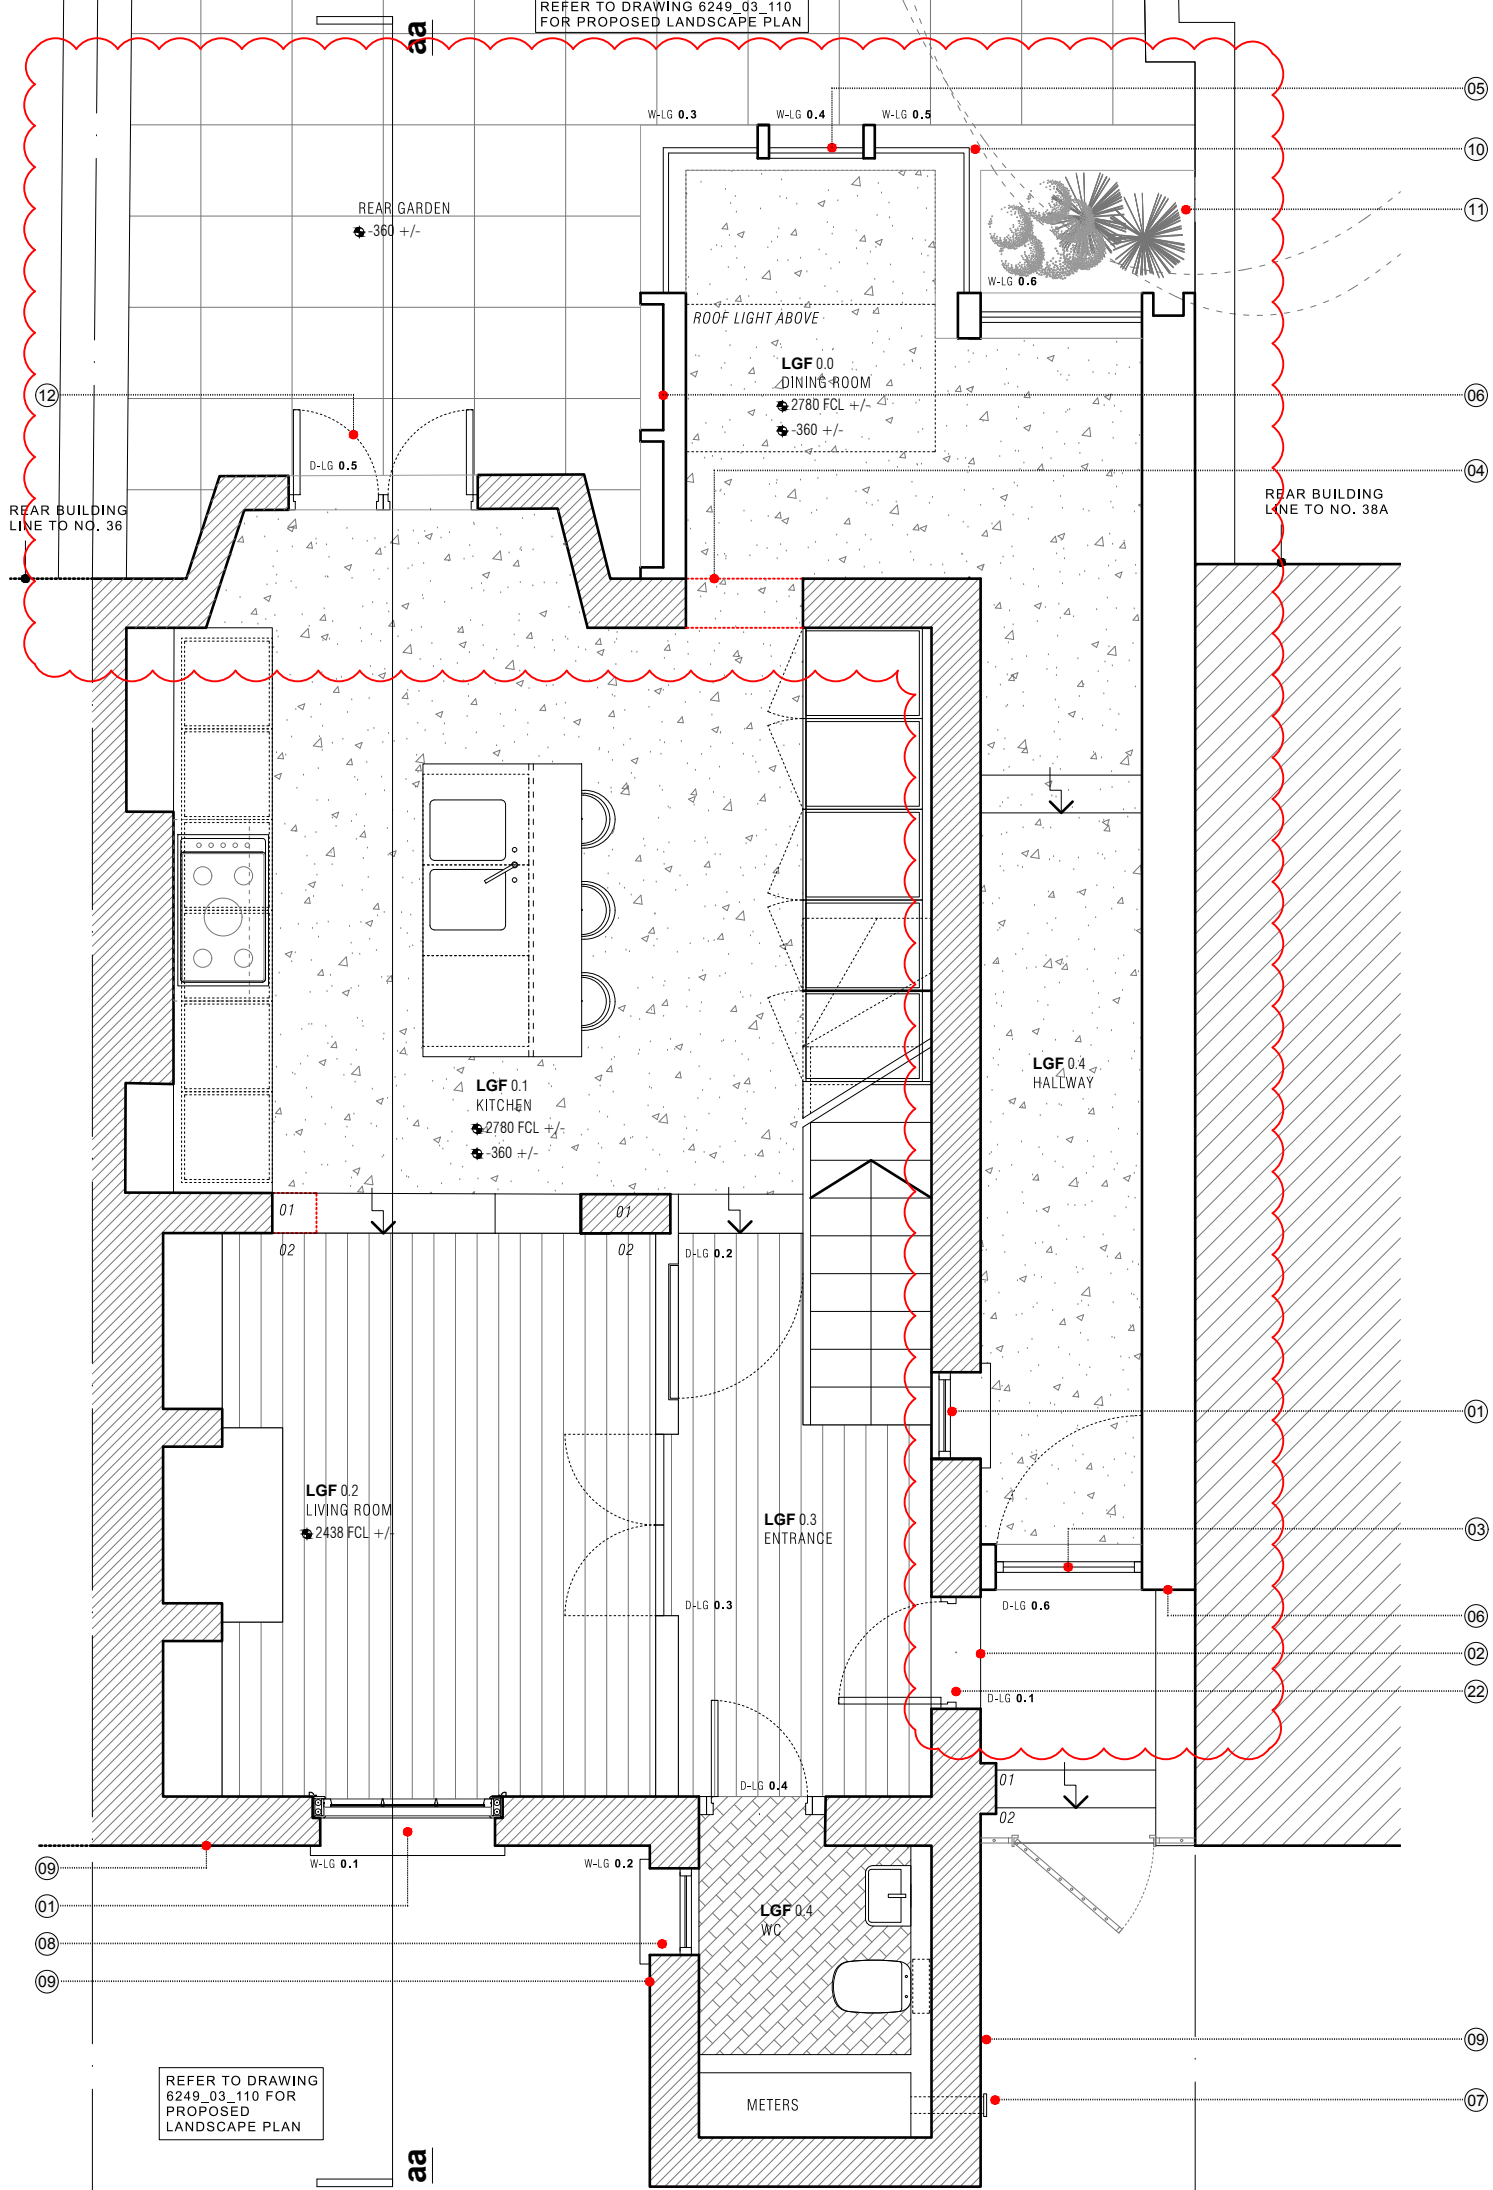 REFER TO DRAWING 6249_03_110
FOR PROPOSED LANDSCAPE PLAN
aa
05
W-LG 0.3
W-LG 0.4
W-LG 0.5
10
REAR GARDEN
-360 +/-
11
W-LG 0.6
ROOF LIGHT ABOVE
LGF 0.0
DINING ROOM
2780 FCL +/-
-360 +/-
12
06
D-LG 0.5
04
REAR BUILDING
LINE TO NO. 36
REAR BUILDING
LINE TO NO. 38A
LGF 0.4
HALLWAY
LGF 0.1
KITCHEN
2780 FCL +/-
-360 +/-
01
02
01
02
D-LG 0.2
01
LGF 0.2
LIVING ROOM
2438 FCL +/-
LGF 0.3
ENTRANCE
03
D-LG 0.3
D-LG 0.6
06
02
22
D-LG 0.1
D-LG 0.4
01
02
09
W-LG 0.1
W-LG 0.2
01
LGF 0.4
WC
08
09
09
REFER TO DRAWING
6249_03_110 FOR
PROPOSED
LANDSCAPE PLAN
METERS
07
aa